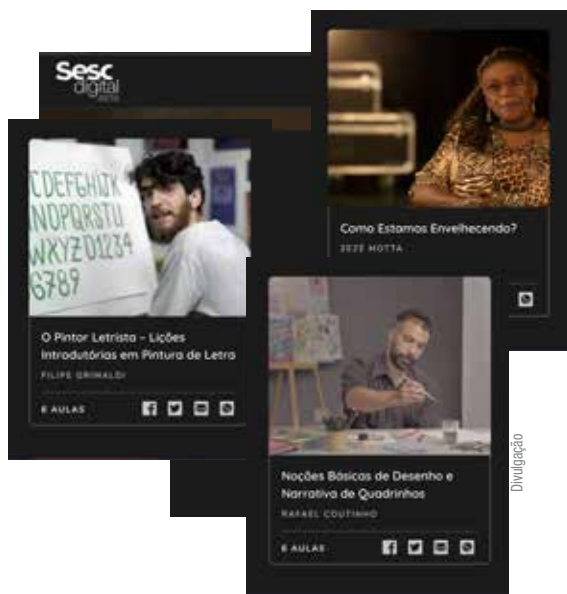 Sesc
digital
Como Estamos Envelhecendo?
ZEZÉ MOTTA
CDEFGHIJK
NOPQRSTU
WXYZ01234
6789
O Pintor Letrista – Lições
Introdutórias em Pintura de Letra
FILIPE GRIMALDI
6 AULAS
Noções Básicas de Desenho e
Narrativa de Quadrinhos
RAFAEL COUTINHO
6 AULAS
Divulgação